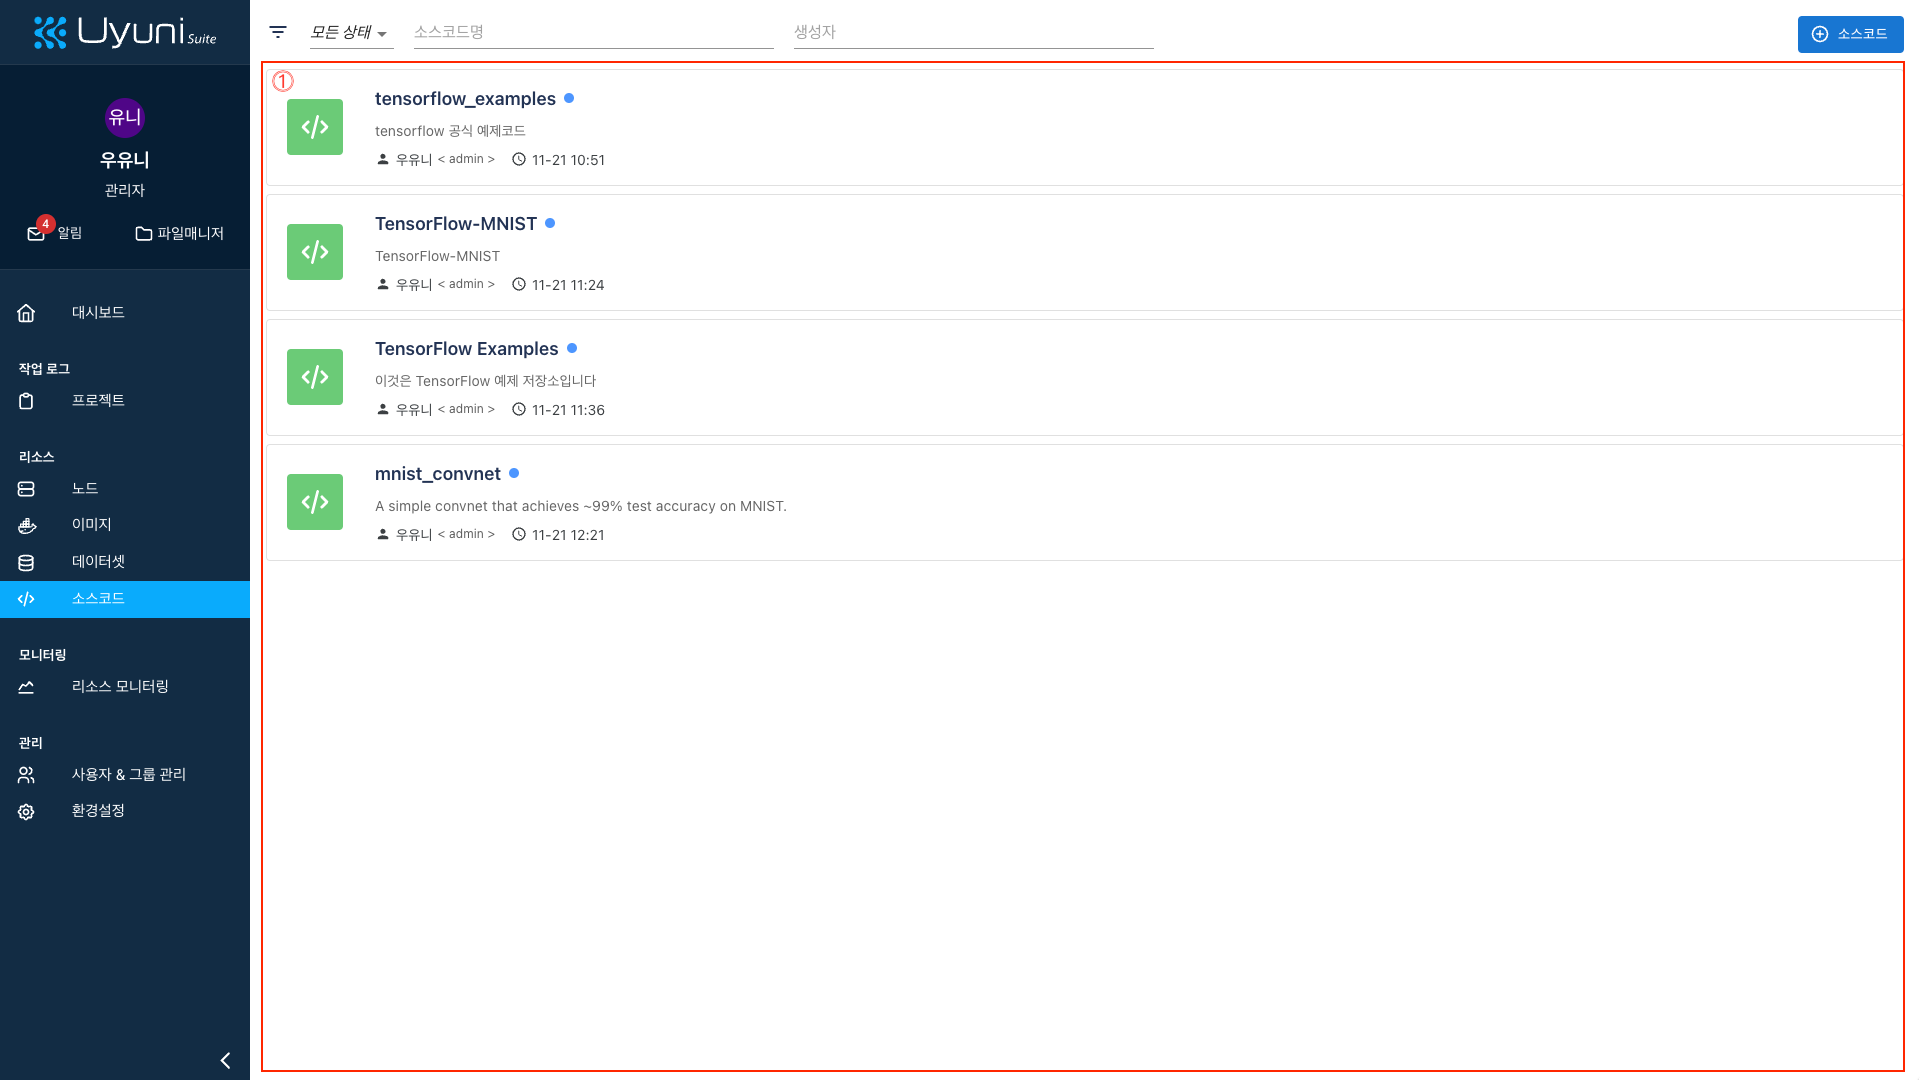 Uyuni Suite
유니
우유니
관리자
4
알림
파일매니저
대시보드
작업 로그
프로젝트
리소스
노드
이미지
데이터셋
소스코드
모니터링
리소스 모니터링
관리
사용자 & 그룹 관리
환경설정
모든 상태
소스코드명
생성자
소스코드
①
tensorflow_examples
tensorflow 공식 예제코드
우유니 < admin > 11-21 10:51
TensorFlow-MNIST
TensorFlow-MNIST
우유니 < admin > 11-21 11:24
TensorFlow Examples
이것은 TensorFlow 예제 저장소입니다
우유니 < admin > 11-21 11:36
mnist_convnet
A simple convnet that achieves ~99% test accuracy on MNIST.
우유니 < admin > 11-21 12:21